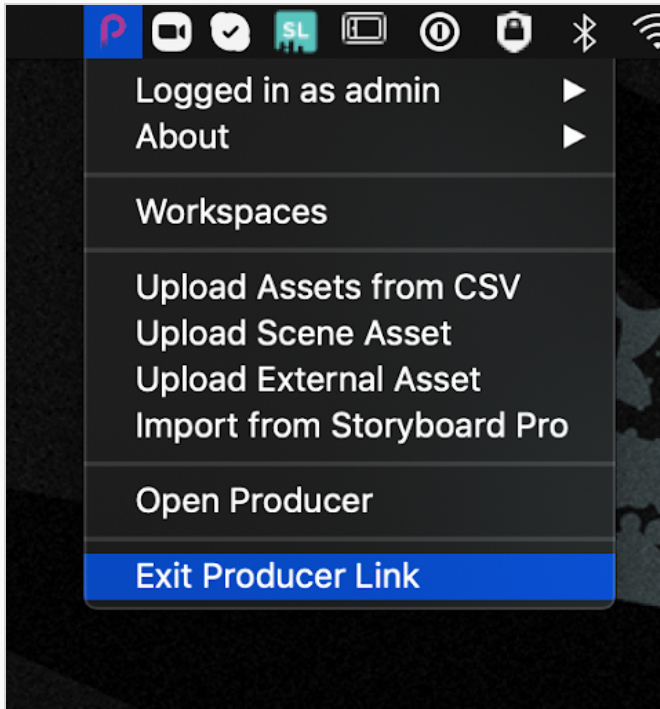 SL
Logged in as admin
About
Workspaces
Upload Assets from CSV
Upload Scene Asset
Upload External Asset
Import from Storyboard Pro
Open Producer
Exit Producer Link